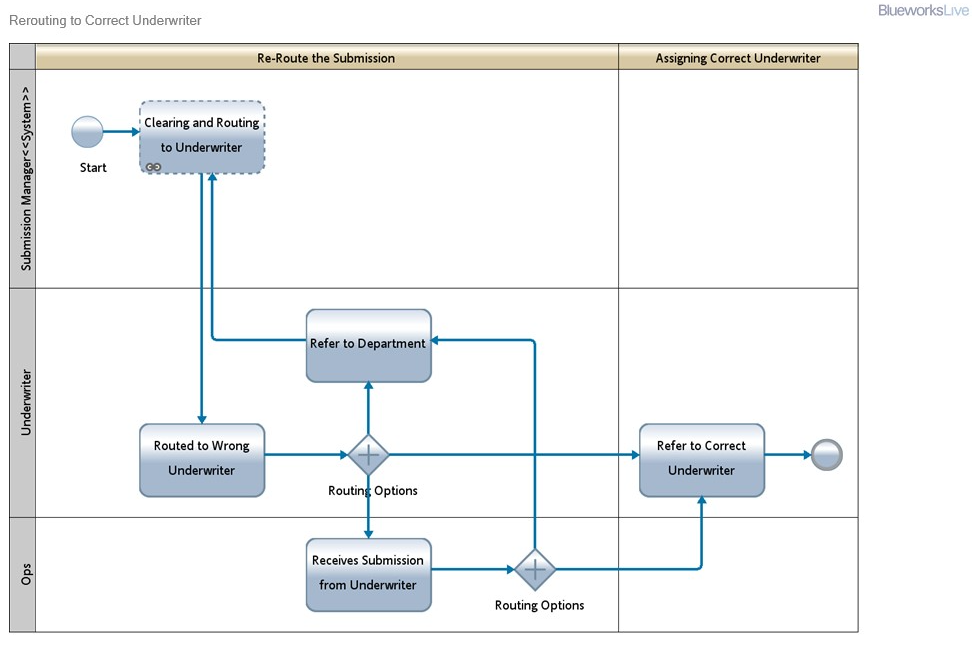 Rerouting to Correct Underwriter
BlueworksLive
Re-Route the Submission
Assigning Correct Underwriter
Submission Manager<<System>>
Clearing and Routing
to Underwriter
Start
Underwriter
Refer to Department
Routed to Wrong
Underwriter
Routing Options
Refer to Correct
Underwriter
Ops
Receives Submission
from Underwriter
Routing Options